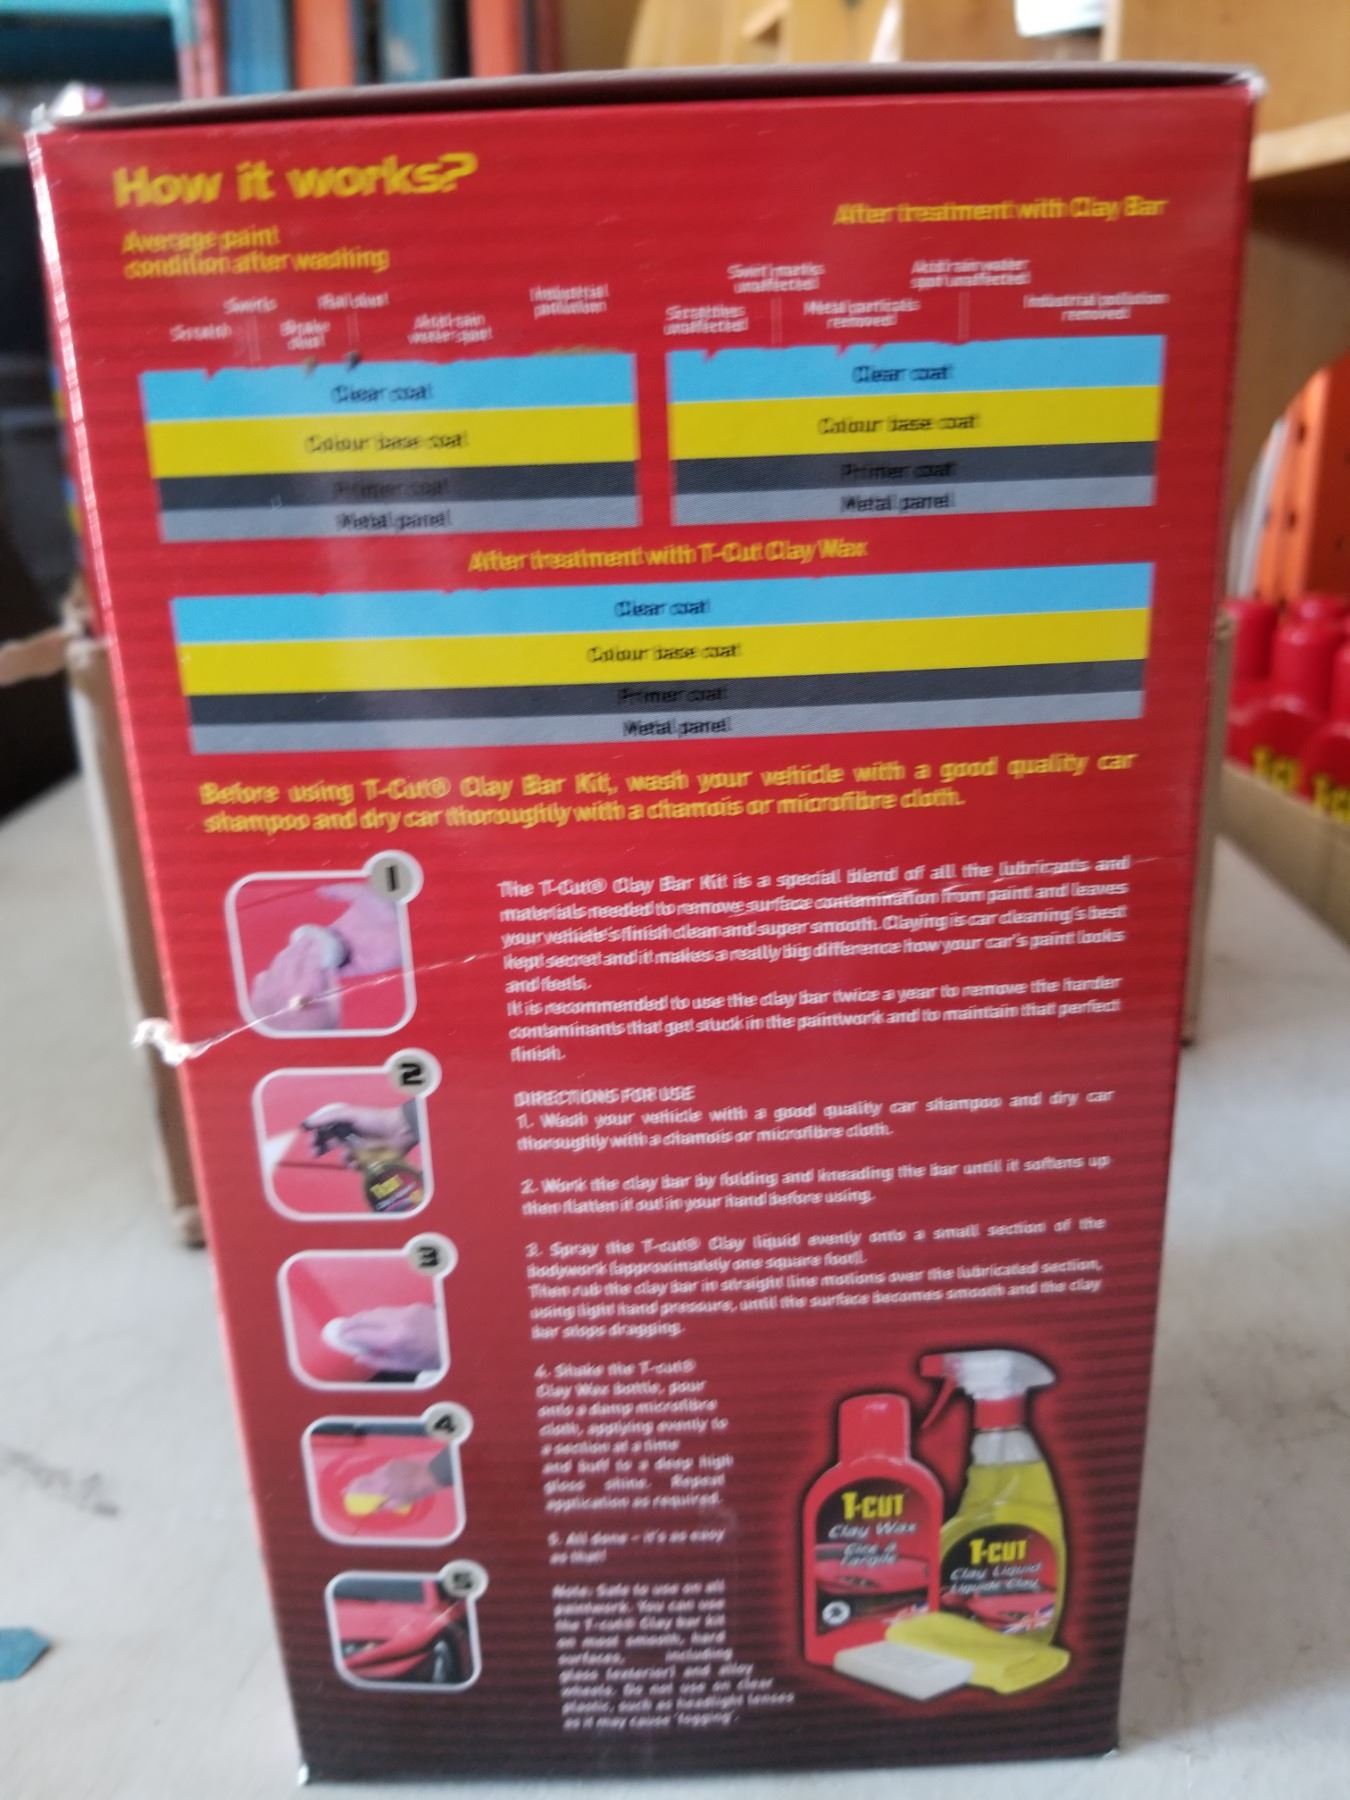 How it works?
After treatment with Clay Bar
Average paint
condition after washing
Scratch
Swirls
Brake
dust
Rail dust
Acid rain
water spot
Industrial
pollution
Scratches
unaffected
Swirl marks
unaffected
Metal particals
removed
Acid rain water
spot unaffected
Industrial pollution
removed
Clear coat
Colour base coat
Primer coat
Metal panel
Clear coat
Colour base coat
Primer coat
Metal panel
After treatment with T-Cut Clay Wax
Clear coat
Colour base coat
Primer coat
Metal panel
Before using T-Cut® Clay Bar Kit, wash your vehicle with a good quality car
shampoo and dry car thoroughly with a chamois or microfibre cloth.
1
2
3
4
5
The T-Cut® Clay Bar Kit is a special blend of all the lubricants and
materials needed to remove surface contamination from paint and leaves
your vehicle's finish clean and super smooth. Claying is car cleaning's best
kept secret and it makes a really big difference how your car's paint looks
and feels.
It is recommended to use the clay bar twice a year to remove the harder
contaminants that get stuck in the paintwork and to maintain that perfect
finish.
DIRECTIONS FOR USE
1. Wash your vehicle with a good quality car shampoo and dry car
thoroughly with a chamois or microfibre cloth.
2. Work the clay bar by folding and kneading the bar until it softens up
then flatten it out in your hand before using.
3. Spray the T-cut® Clay liquid evenly onto a small section of the
bodywork (approximately one square foot).
Then rub the clay bar in straight line motions over the lubricated section,
using light hand pressure, until the surface becomes smooth and the clay
bar stops dragging.
4. Shake the T-cut®
Clay Wax bottle, pour
onto a damp microfibre
cloth, applying evenly to
a section at a time
and buff to a deep high
gloss shine. Repeat
application as required.
5. All done – it's as easy
as that!
Note: Safe to use on all
paintwork. You can use
the T-cut® Clay bar kit
on most smooth, hard
surfaces, including
glass (exterior) and alloy
wheels. Do not use on clear
plastic, such as headlight lenses
as it may cause 'fogging'.
T-CUT
Clay Wax
Cire d
l'argile
T-CUT
Clay Liquid
Liquide Clay